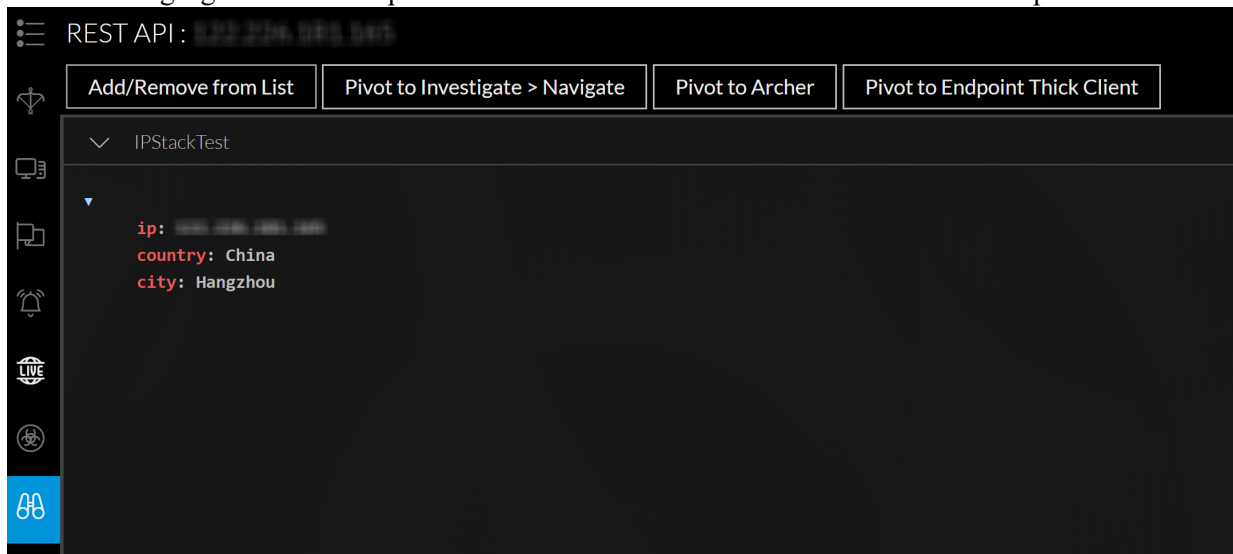 REST API :
Add/Remove from List
Pivot to Investigate > Navigate
Pivot to Archer
Pivot to Endpoint Thick Client
IPStackTest
ip:
country: China
city: Hangzhou
LIVE